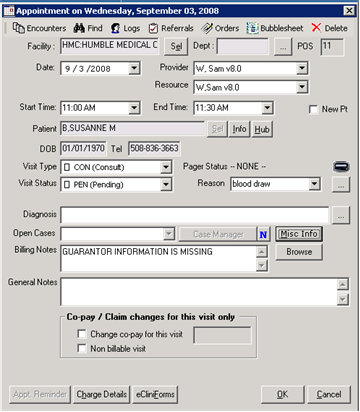 Appointment on Wednesday, September 03, 2008
Encounters Find Logs Referrals Orders Bubblesheet Delete
Facility : HMC:HUMBLE MEDICAL C Sel Dept : ... POS 11
Date: 9 / 3 /2008 Provider W, Sam v8.0
Resource W,Sam v8.0
Start Time: 11:00 AM End Time: 11:30 AM New Pt
Patient B,SUSANNE M Sel Info Hub
DOB 01/01/1970 Tel 508-836-3663
Visit Type CON (Consult) Pager Status -- NONE --
Visit Status PEN (Pending) Reason blood draw ...
Diagnosis ...
Open Cases Case Manager N Misc Info
Billing Notes GUARANTOR INFORMATION IS MISSING Browse
General Notes
Co-pay / Claim changes for this visit only
Change co-pay for this visit
Non billable visit
Appt. Reminder Charge Details eCliniForms OK Cancel